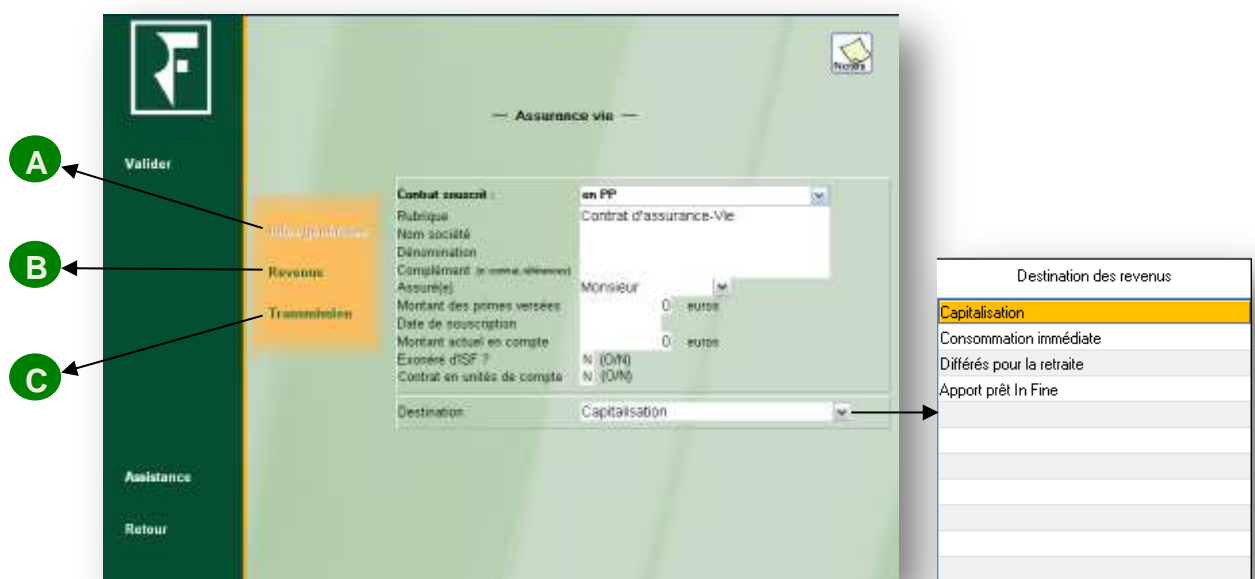 Notes
— Assurance vie —
A
Valider
Contrat souscrit : en PP
Rubrique Contrat d'assurance-Vie
Nom société
Dénomination
B
Revenus
Complément
Assuré(e) Monsieur
Transmission
Montant des primes versées 0 euros
Date de souscription
Montant actuel en compte 0 euros
C
Exonéré d'ISF ? N (O/N)
Contrat en unités de compte N (O/N)
Destination Capitalisation
Assistance
Retour
Destination des revenus
Capitalisation
Consommation immédiate
Différés pour la retraite
Apport prêt In Fine